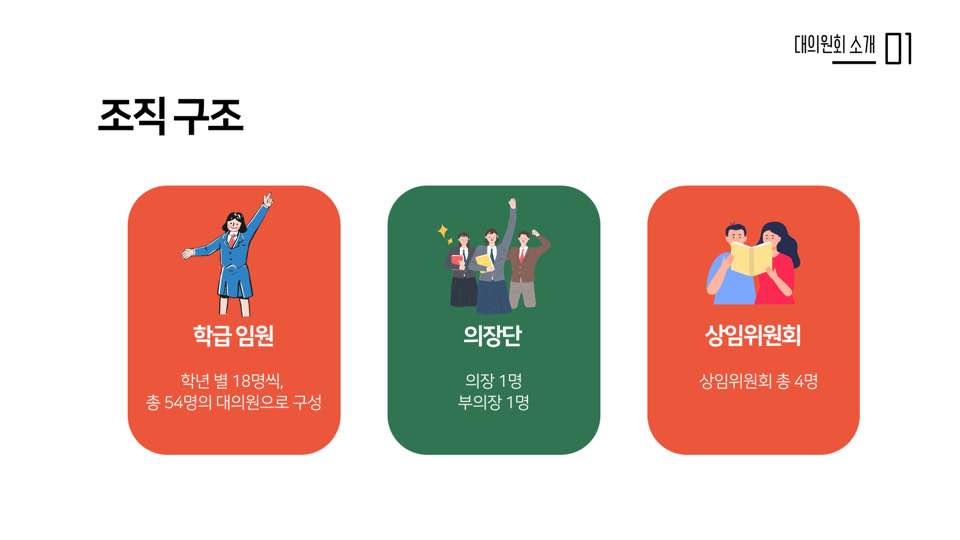 대의원회 소개 01
조직 구조
학급 임원
학년 별 18명씩,
총 54명의 대의원으로 구성
의장단
의장 1명
부의장 1명
상임위원회
상임위원회 총 4명